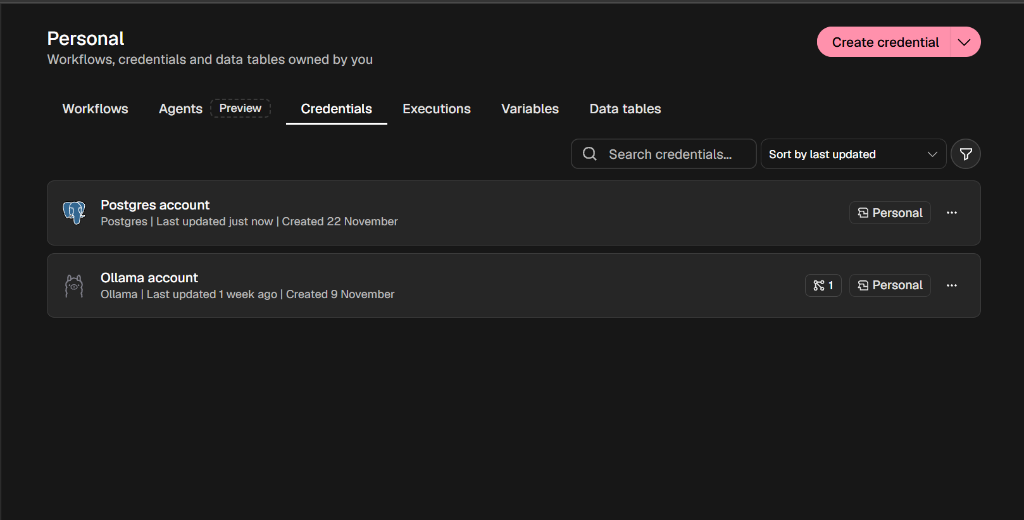 Personal
Create credential
Workflows, credentials and data tables owned by you
Workflows Agents Preview Credentials Executions Variables Data tables
Search credentials... Sort by last updated
Postgres account
Postgres | Last updated just now | Created 22 November
Personal
Ollama account
Ollama | Last updated 1 week ago | Created 9 November
1 Personal